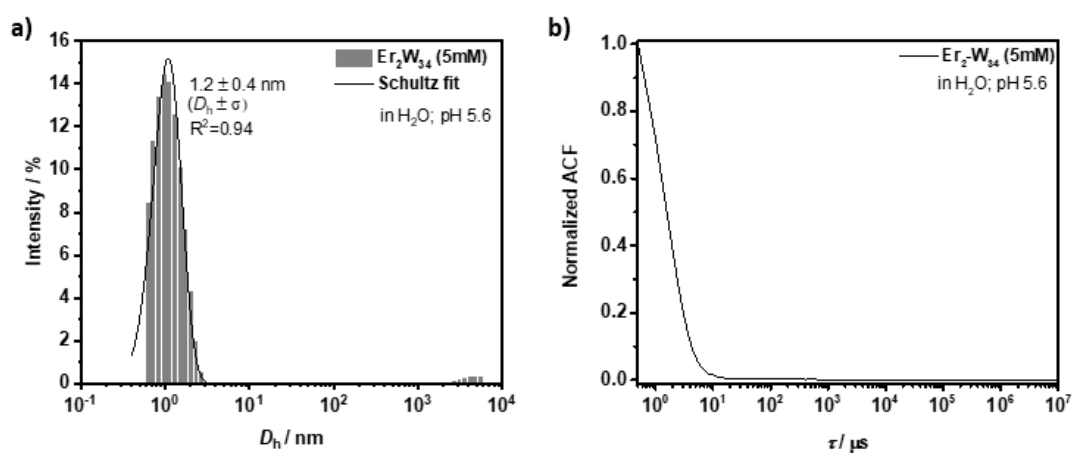 a)
16
14
12
10
8
6
4
2
0
Intensity / %
Er₂W₃₄ (5mM)
Schultz fit
in H₂O; pH 5.6
1.2 ± 0.4 nm
(Dₕ ± σ)
R²=0.94
10⁻¹ 10⁰ 10¹ 10² 10³ 10⁴
Dₕ / nm
b)
1.0
0.8
0.6
0.4
0.2
0.0
Normalized ACF
Er₂-W₃₄ (5mM)
in H₂O; pH 5.6
10⁰ 10¹ 10² 10³ 10⁴ 10⁵ 10⁶ 10⁷
τ / μs